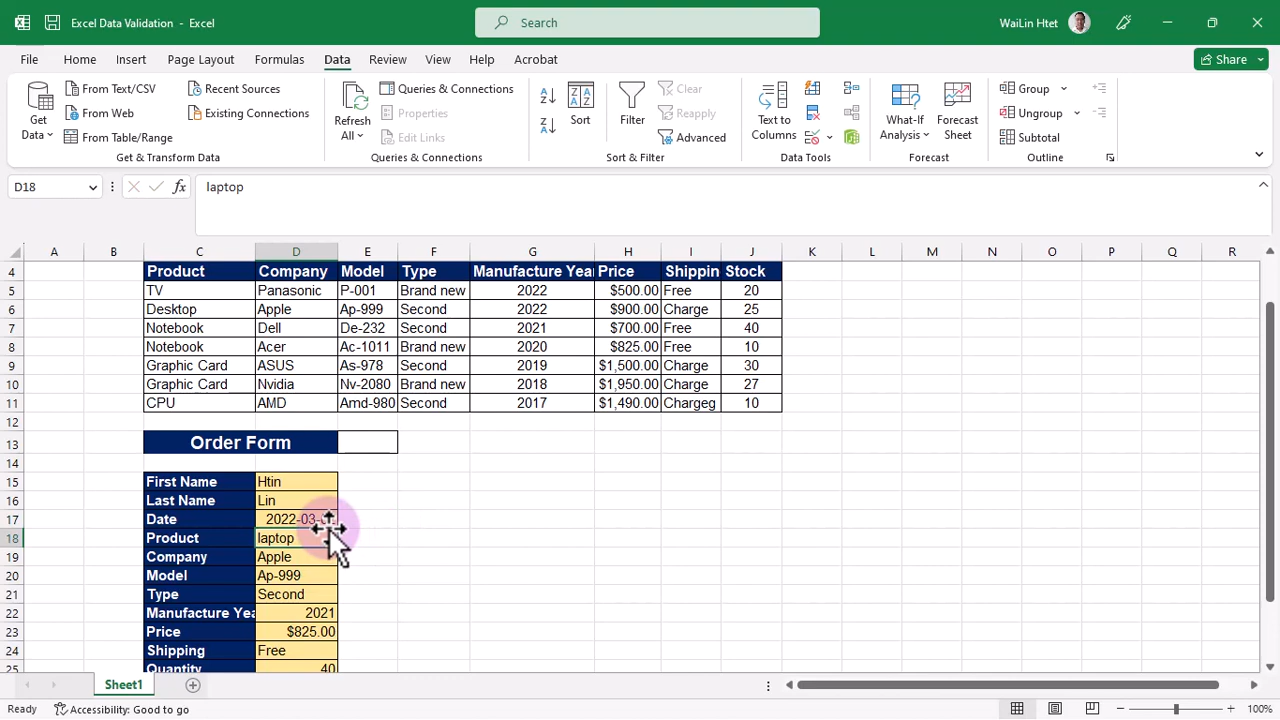 Excel Data Validation - Excel
Search
WaiLin Htet
File Home Insert Page Layout Formulas Data Review View Help Acrobat
Share
Get Data
From Text/CSV
From Web
From Table/Range
Recent Sources
Existing Connections
Get & Transform Data
Refresh All
Queries & Connections
Properties
Edit Links
Queries & Connections
Sort
Filter
Clear
Reapply
Advanced
Sort & Filter
Text to Columns
Data Tools
What-If Analysis
Forecast Sheet
Forecast
Group
Ungroup
Subtotal
Outline
D18 fx laptop
A B C D E F G H I J K L M N O P Q R
4 Product Company Model Type Manufacture Yea Price Shippin Stock
5 TV Panasonic P-001 Brand new 2022 $500.00 Free 20
6 Desktop Apple Ap-999 Second 2022 $900.00 Charge 25
7 Notebook Dell De-232 Second 2021 $700.00 Free 40
8 Notebook Acer Ac-1011 Brand new 2020 $825.00 Free 10
9 Graphic Card ASUS As-978 Second 2019 $1,500.00 Charge 30
10 Graphic Card Nvidia Nv-2080 Brand new 2018 $1,950.00 Charge 27
11 CPU AMD Amd-980 Second 2017 $1,490.00 Chargeg 10
12
13 Order Form
14
15 First Name Htin
16 Last Name Lin
17 Date 2022-03-
18 Product laptop
19 Company Apple
20 Model Ap-999
21 Type Second
22 Manufacture Yea 2021
23 Price $825.00
24 Shipping Free
25 Quantity 40
Sheet1
Ready Accessibility: Good to go 100%